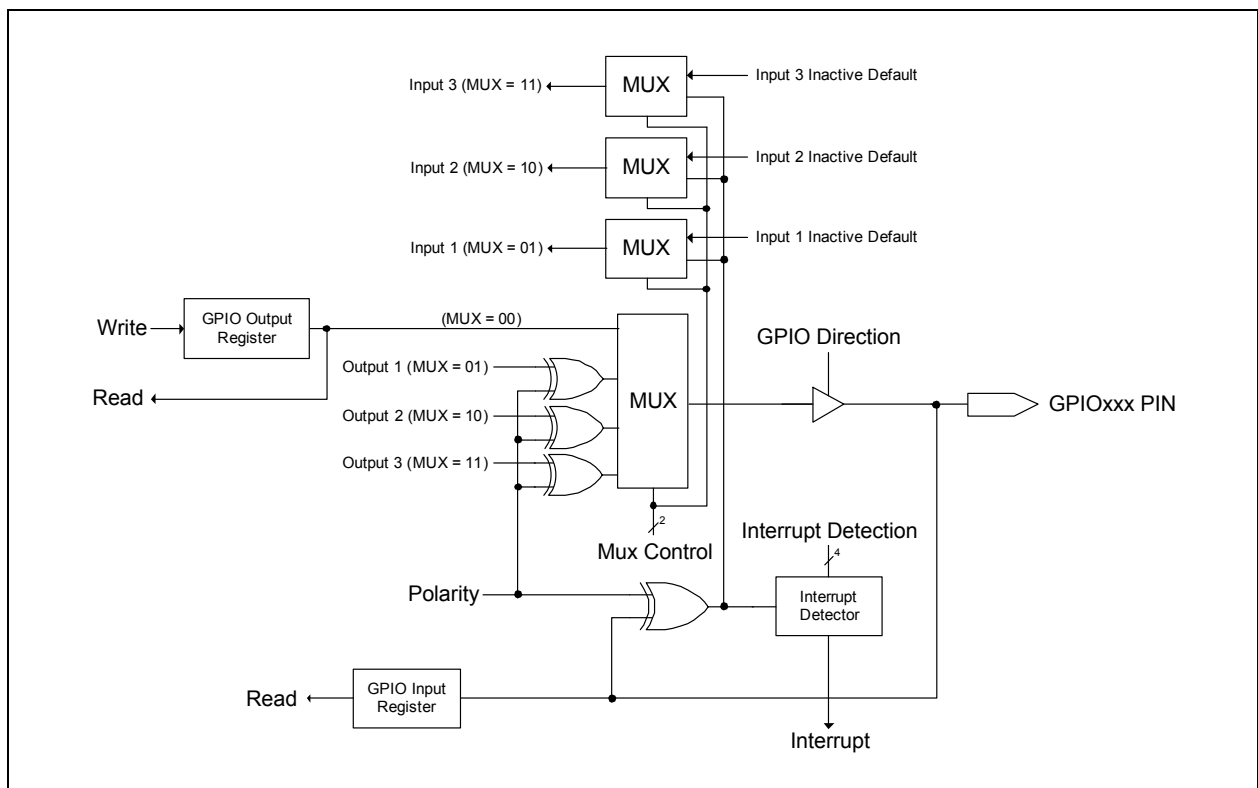 Input 3 (MUX = 11)
MUX
Input 3 Inactive Default
Input 2 (MUX = 10)
MUX
Input 2 Inactive Default
Input 1 (MUX = 01)
MUX
Input 1 Inactive Default
Write
GPIO Output
Register
(MUX = 00)
GPIO Direction
Read
Output 1 (MUX = 01)
Output 2 (MUX = 10)
Output 3 (MUX = 11)
MUX
GPIOxxx PIN
2
Mux Control
Interrupt Detection
4
Polarity
Interrupt
Detector
Read
GPIO Input
Register
Interrupt